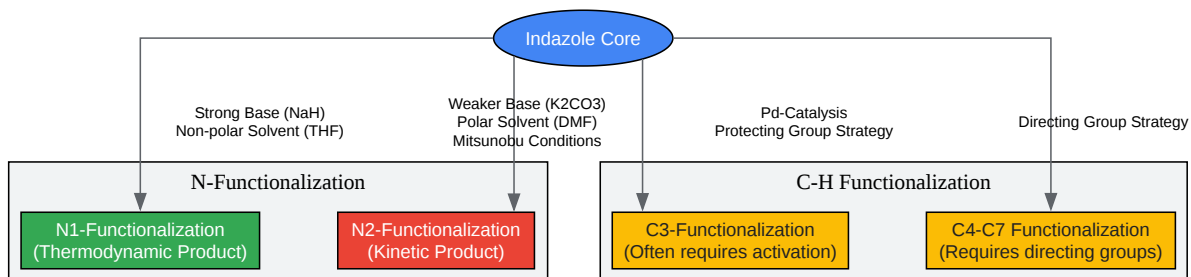 Indazole Core
Strong Base (NaH)
Non-polar Solvent (THF)
Weaker Base (K2CO3)
Polar Solvent (DMF)
Mitsunobu Conditions
Pd-Catalysis
Protecting Group Strategy
Directing Group Strategy
N-Functionalization
C-H Functionalization
N1-Functionalization
(Thermodynamic Product)
N2-Functionalization
(Kinetic Product)
C3-Functionalization
(Often requires activation)
C4-C7 Functionalization
(Requires directing groups)